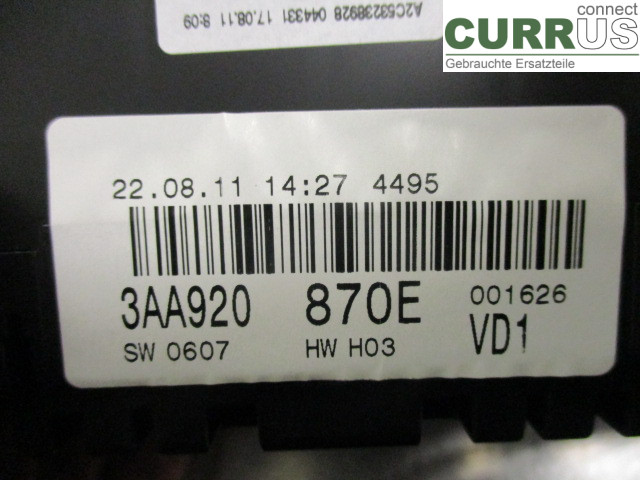 A2C53238928 044331 17.08.11 8:09
connect
CURRUS
Gebrauchte Ersatzteile
22.08.11 14:27 4495
3AA920 870E 001626
SW 0607 HW H03 VD1